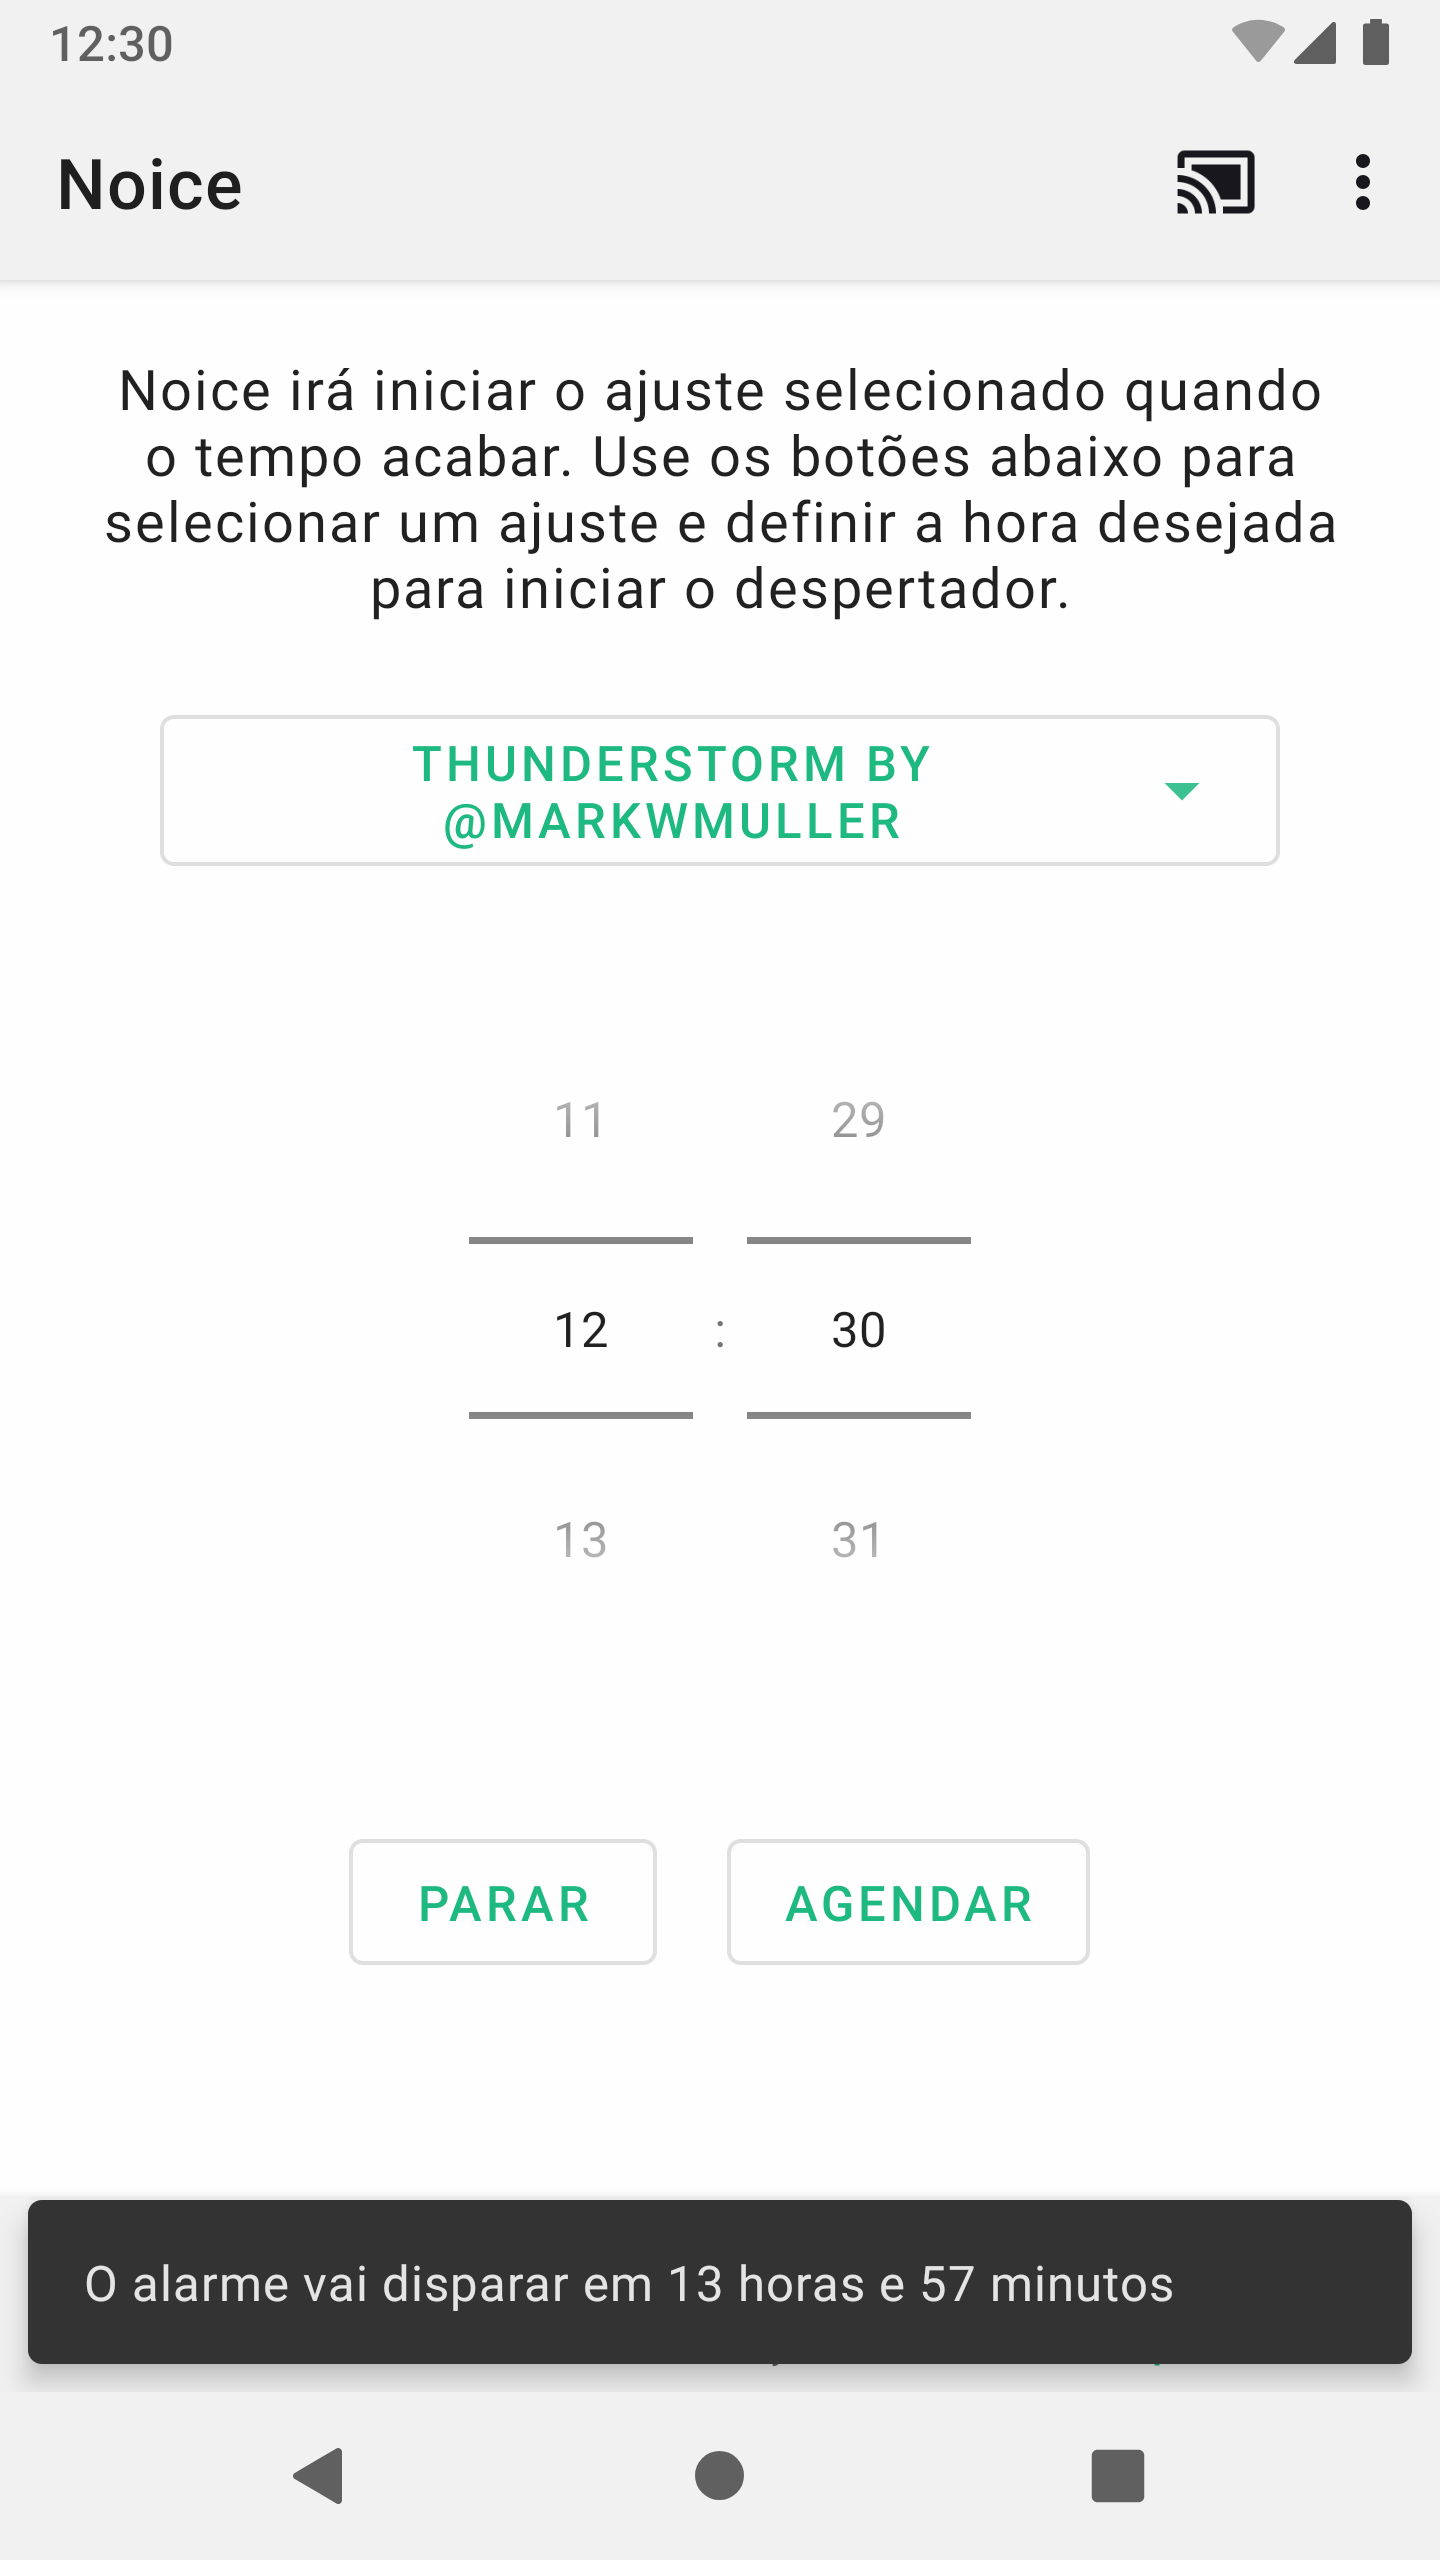 12:30
Noice
Noice irá iniciar o ajuste selecionado quando
o tempo acabar. Use os botões abaixo para
selecionar um ajuste e definir a hora desejada
para iniciar o despertador.
THUNDERSTORM BY
@MARKWMULLER
11 29
12 : 30
13 31
PARAR AGENDAR
O alarme vai disparar em 13 horas e 57 minutos